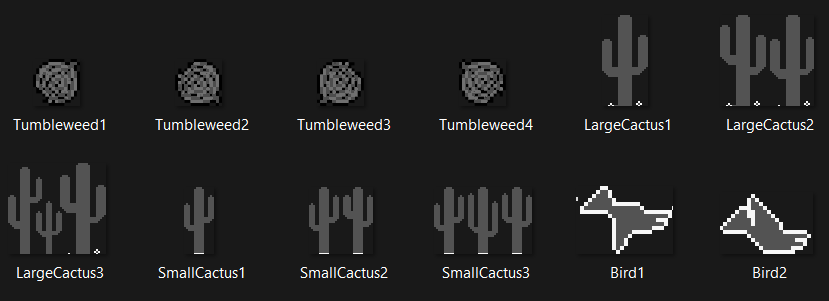 Tumbleweed1 Tumbleweed2 Tumbleweed3 Tumbleweed4 LargeCactus1 LargeCactus2
LargeCactus3 SmallCactus1 SmallCactus2 SmallCactus3 Bird1 Bird2